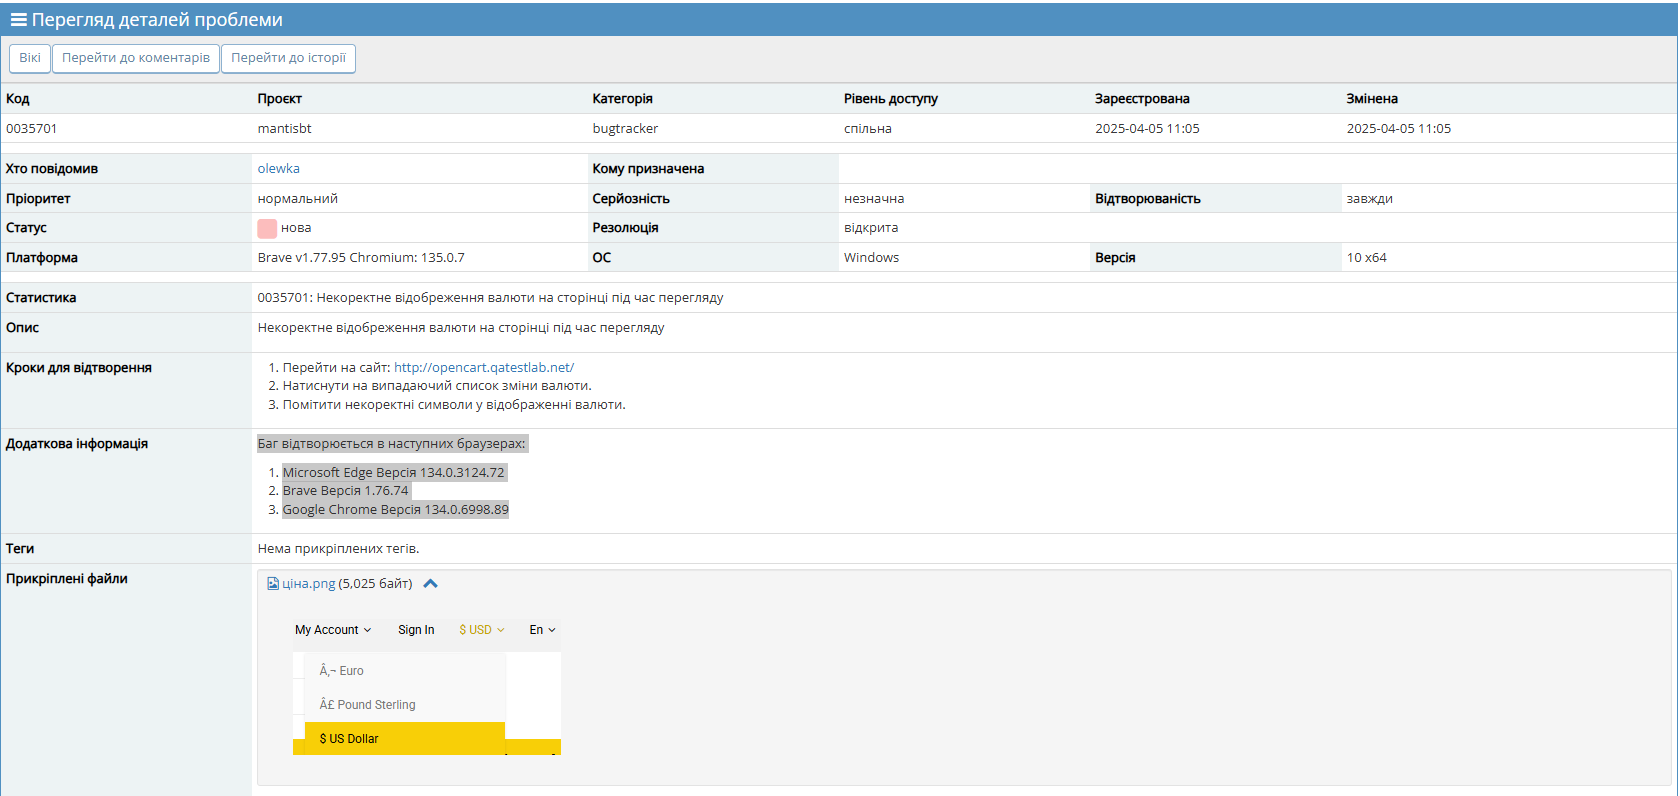 Перегляд деталей проблеми
Вікі Перейти до коментарів Перейти до історії
Код Проєкт Категорія Рівень доступу Зареєстрована Змінена
0035701 mantisbt bugtracker спільна 2025-04-05 11:05 2025-04-05 11:05
Хто повідомив olewka Кому призначена
Пріоритет нормальний Серйозність незначна Відтворюваність завжди
Статус нова Резолюція відкрита
Платформа Brave v1.77.95 Chromium: 135.0.7 ОС Windows Версія 10 x64
Статистика 0035701: Некоректне відобреження валюти на сторінці під час перегляду
Опис Некоректне відобреження валюти на сторінці під час перегляду
Кроки для відтворення 1. Перейти на сайт: http://opencart.qatestlab.net/
2. Натиснути на випадаючий список зміни валюти.
3. Помітити некоректні символи у відображенні валюти.
Додаткова інформація Баг відтворюється в наступних браузерах:
1. Microsoft Edge Версія 134.0.3124.72
2. Brave Версія 1.76.74
3. Google Chrome Версія 134.0.6998.89
Теги Нема прикріплених тегів.
Прикріплені файли ціна.png (5,025 байт)
My Account Sign In $ USD En
Â‚¬ Euro
Â£ Pound Sterling
$ US Dollar